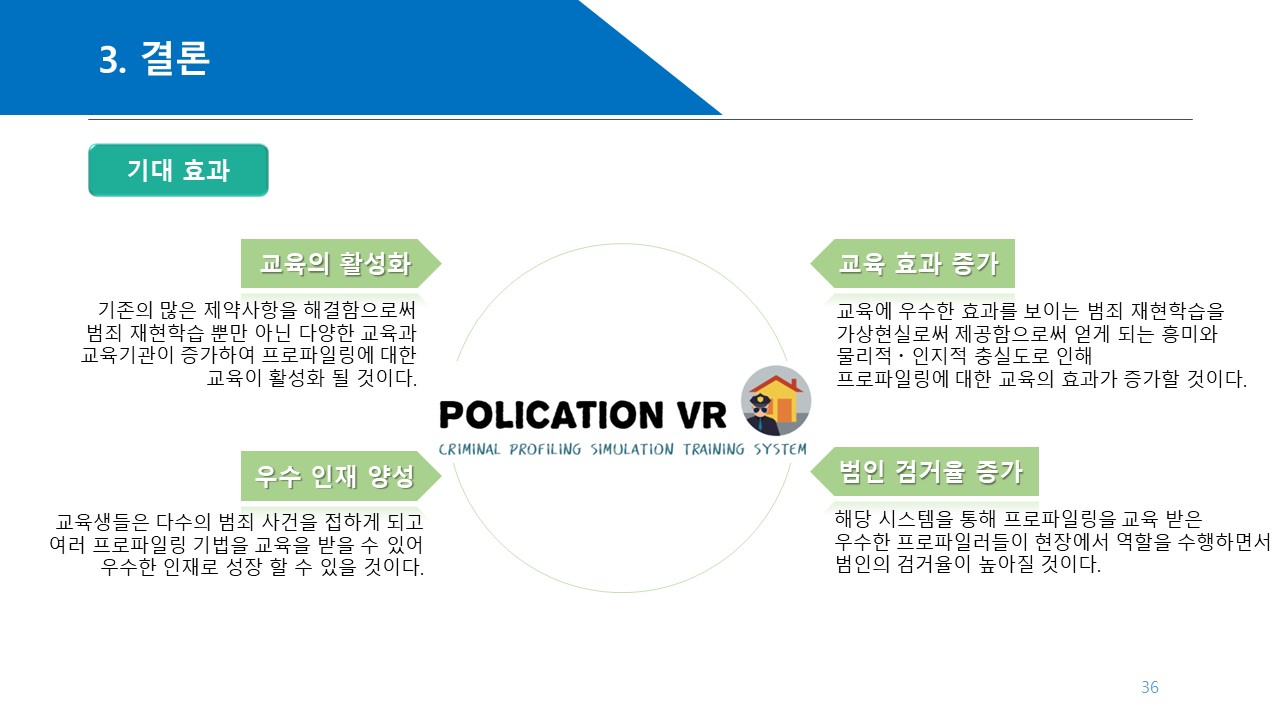 3. 결론
기대 효과
교육의 활성화
기존의 많은 제약사항을 해결함으로써
범죄 재현학습 뿐만 아닌 다양한 교육과
교육기관이 증가하여 프로파일링에 대한
교육이 활성화 될 것이다.
교육 효과 증가
교육에 우수한 효과를 보이는 범죄 재현학습을
가상현실로써 제공함으로써 얻게 되는 흥미와
물리적·인지적 충실도로 인해
프로파일링에 대한 교육의 효과가 증가할 것이다.
POLICATION VR
CRIMINAL PROFILING SIMULATION TRAINING SYSTEM
우수 인재 양성
교육생들은 다수의 범죄 사건을 접하게 되고
여러 프로파일링 기법을 교육을 받을 수 있어
우수한 인재로 성장 할 수 있을 것이다.
범인 검거율 증가
해당 시스템을 통해 프로파일링을 교육 받은
우수한 프로파일러들이 현장에서 역할을 수행하면서
범인의 검거율이 높아질 것이다.
36